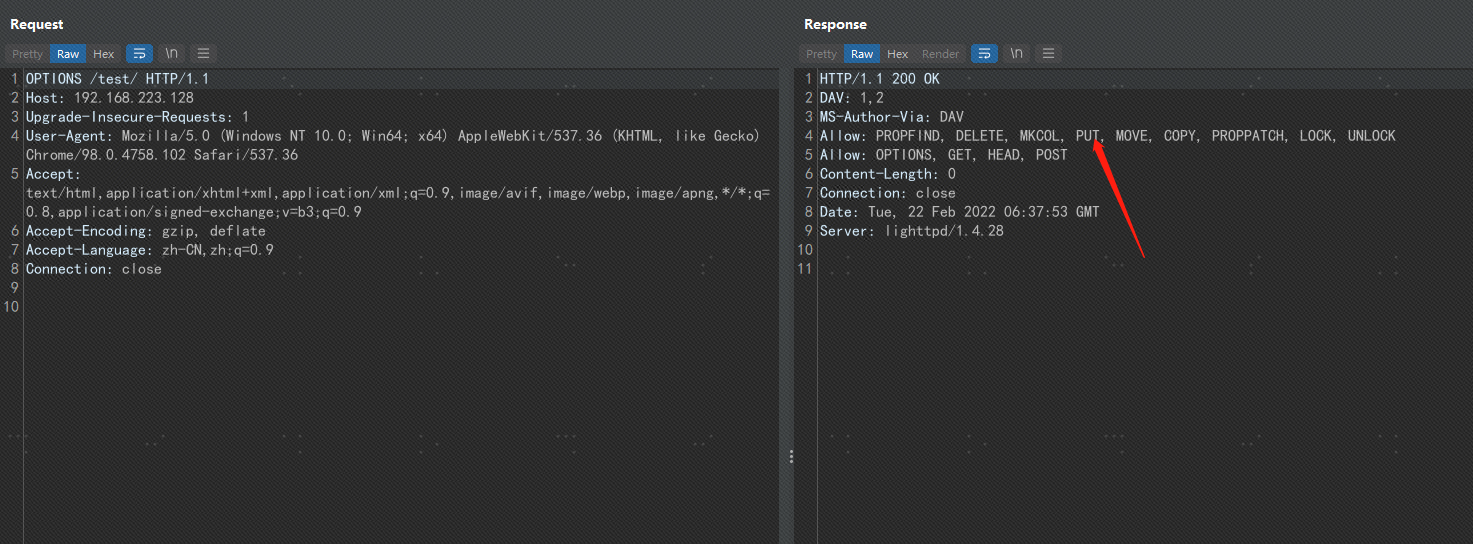 Request
Pretty Raw Hex \n
1 OPTIONS /test/ HTTP/1.1
2 Host: 192.168.223.128
3 Upgrade-Insecure-Requests: 1
4 User-Agent: Mozilla/5.0 (Windows NT 10.0; Win64; x64) AppleWebKit/537.36 (KHTML, like Gecko)
Chrome/98.0.4758.102 Safari/537.36
5 Accept:
text/html,application/xhtml+xml,application/xml;q=0.9,image/avif,image/webp,image/apng,*/*;q=
0.8,application/signed-exchange;v=b3;q=0.9
6 Accept-Encoding: gzip, deflate
7 Accept-Language: zh-CN,zh;q=0.9
8 Connection: close
9
10
Response
Pretty Raw Hex Render \n
1 HTTP/1.1 200 OK
2 DAV: 1,2
3 MS-Author-Via: DAV
4 Allow: PROPFIND, DELETE, MKCOL, PUT, MOVE, COPY, PROPPATCH, LOCK, UNLOCK
5 Allow: OPTIONS, GET, HEAD, POST
6 Content-Length: 0
7 Connection: close
8 Date: Tue, 22 Feb 2022 06:37:53 GMT
9 Server: lighttpd/1.4.28
10
11